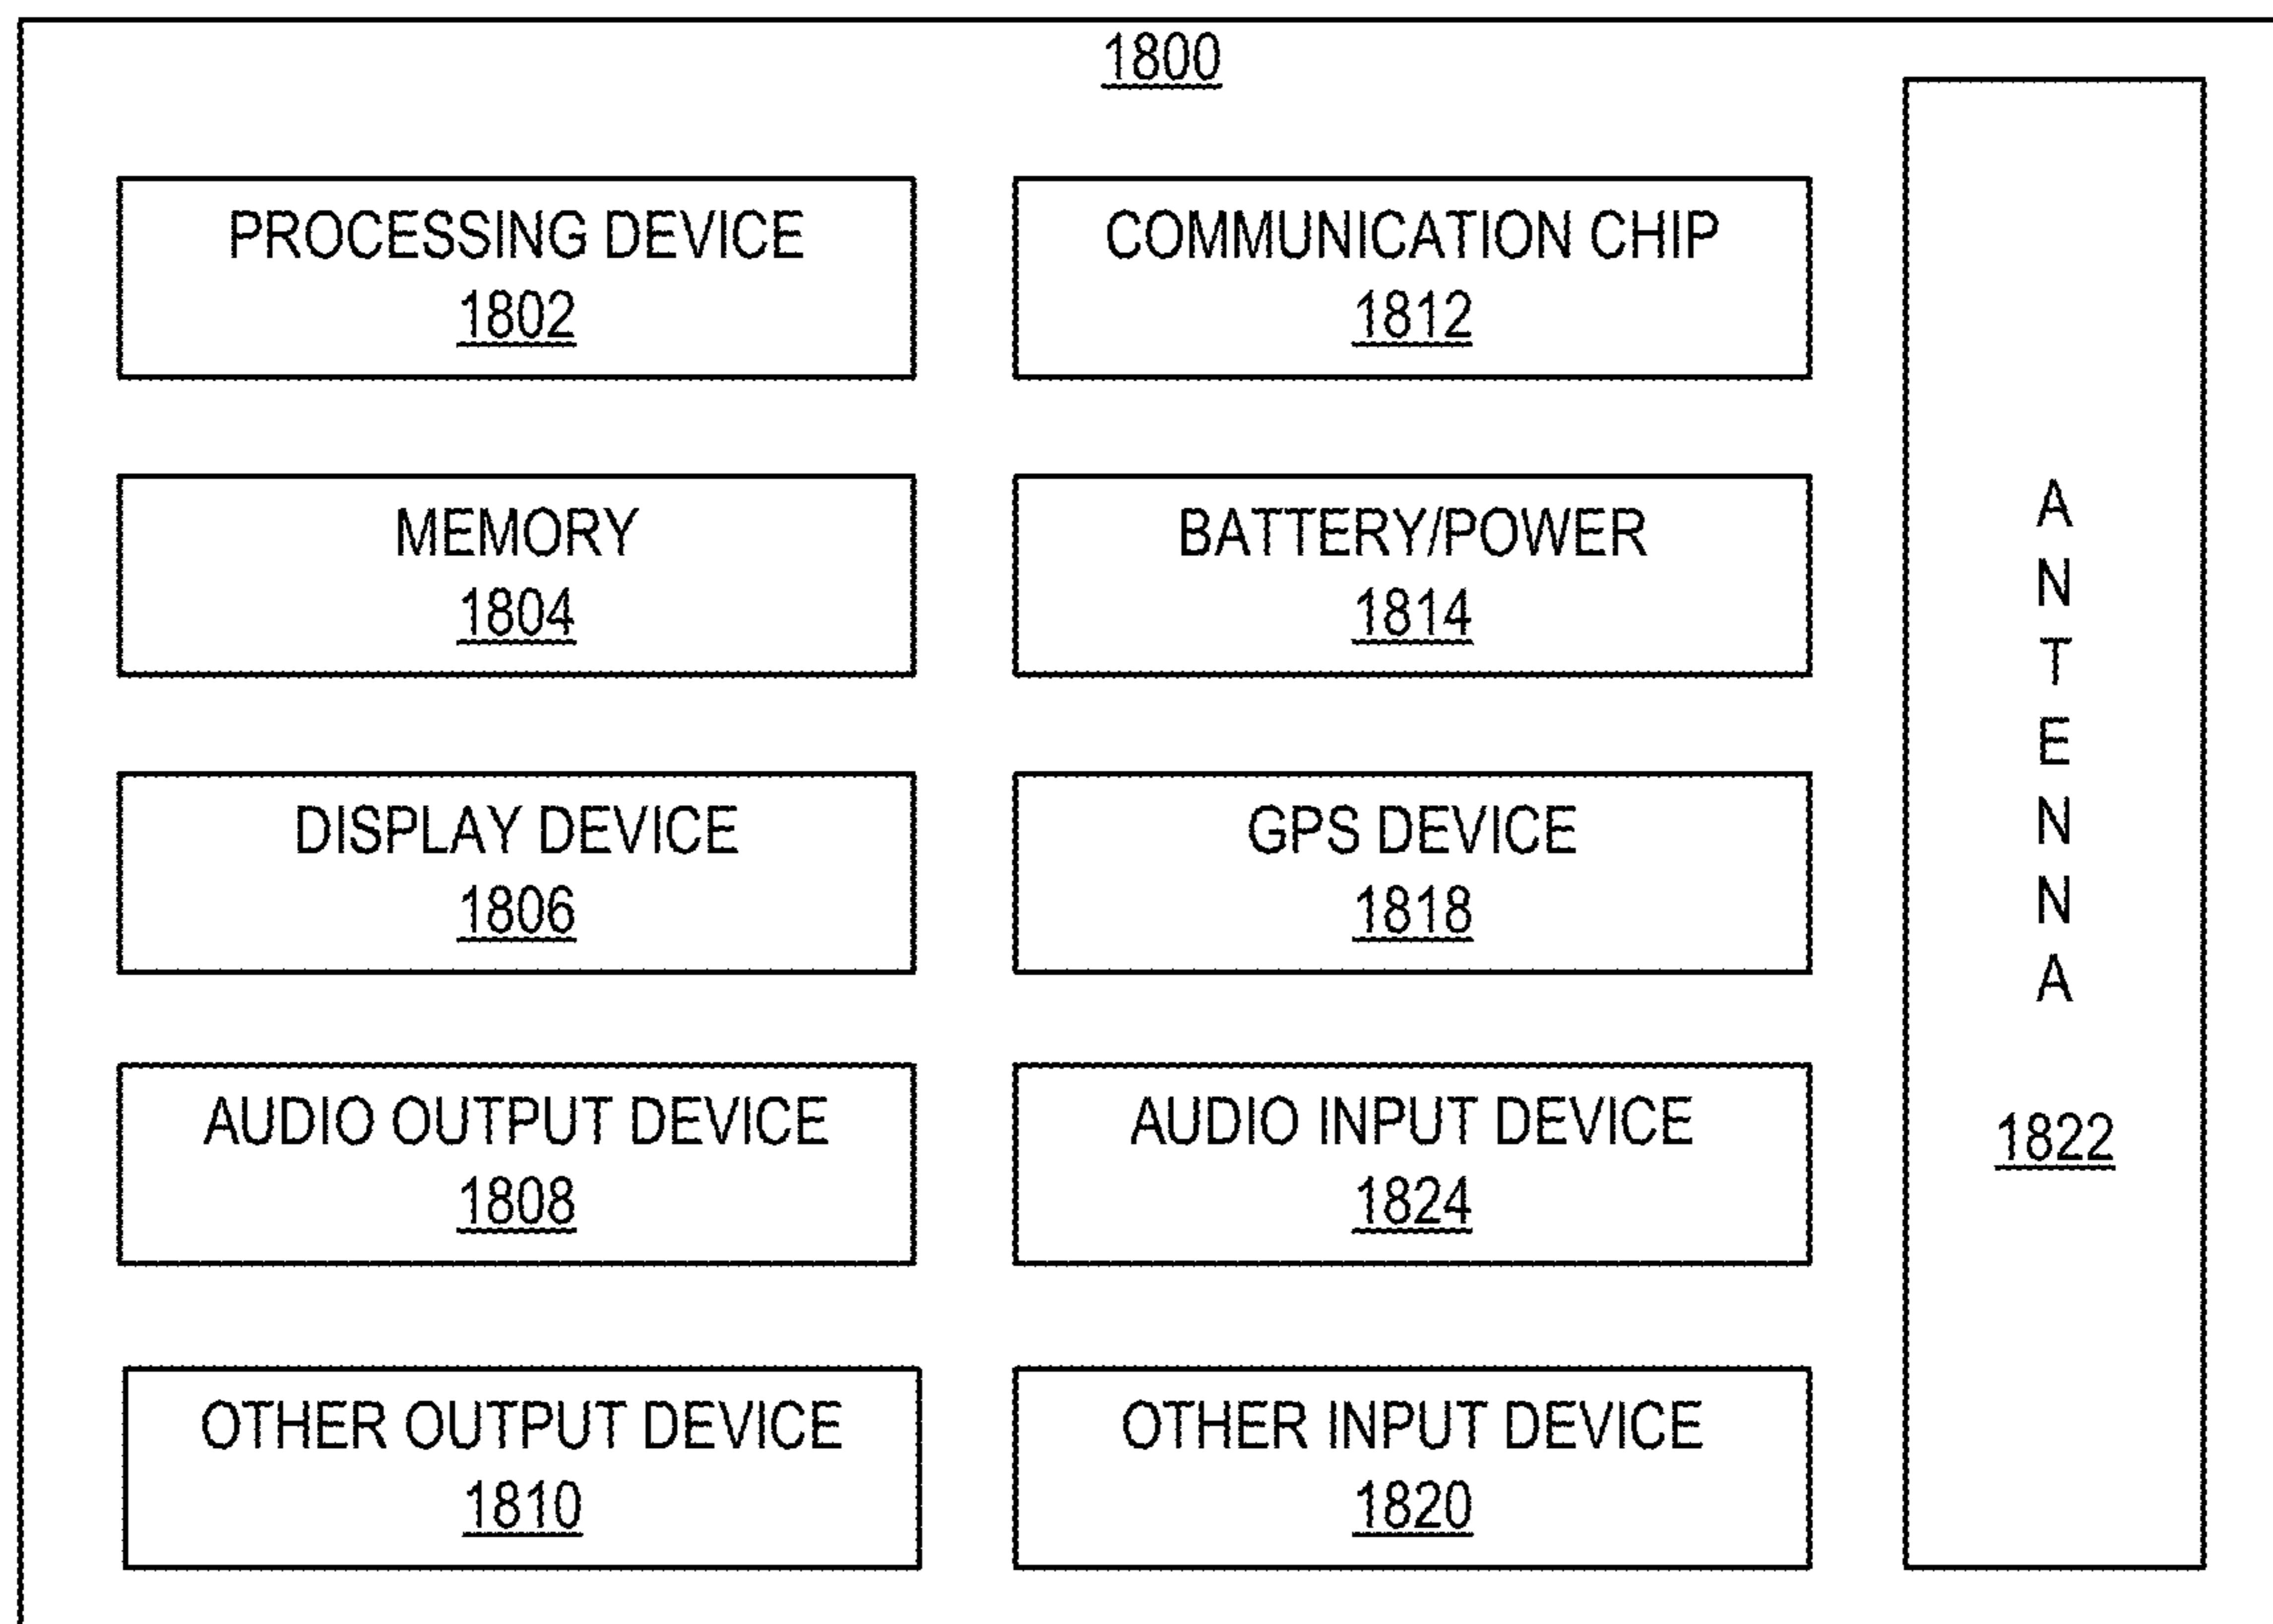 1800
PROCESSING DEVICE
1802
COMMUNICATION CHIP
1812
MEMORY
1804
BATTERY/POWER
1814
DISPLAY DEVICE
1806
GPS DEVICE
1818
AUDIO OUTPUT DEVICE
1808
AUDIO INPUT DEVICE
1824
OTHER OUTPUT DEVICE
1810
OTHER INPUT DEVICE
1820
ANTENNA
1822